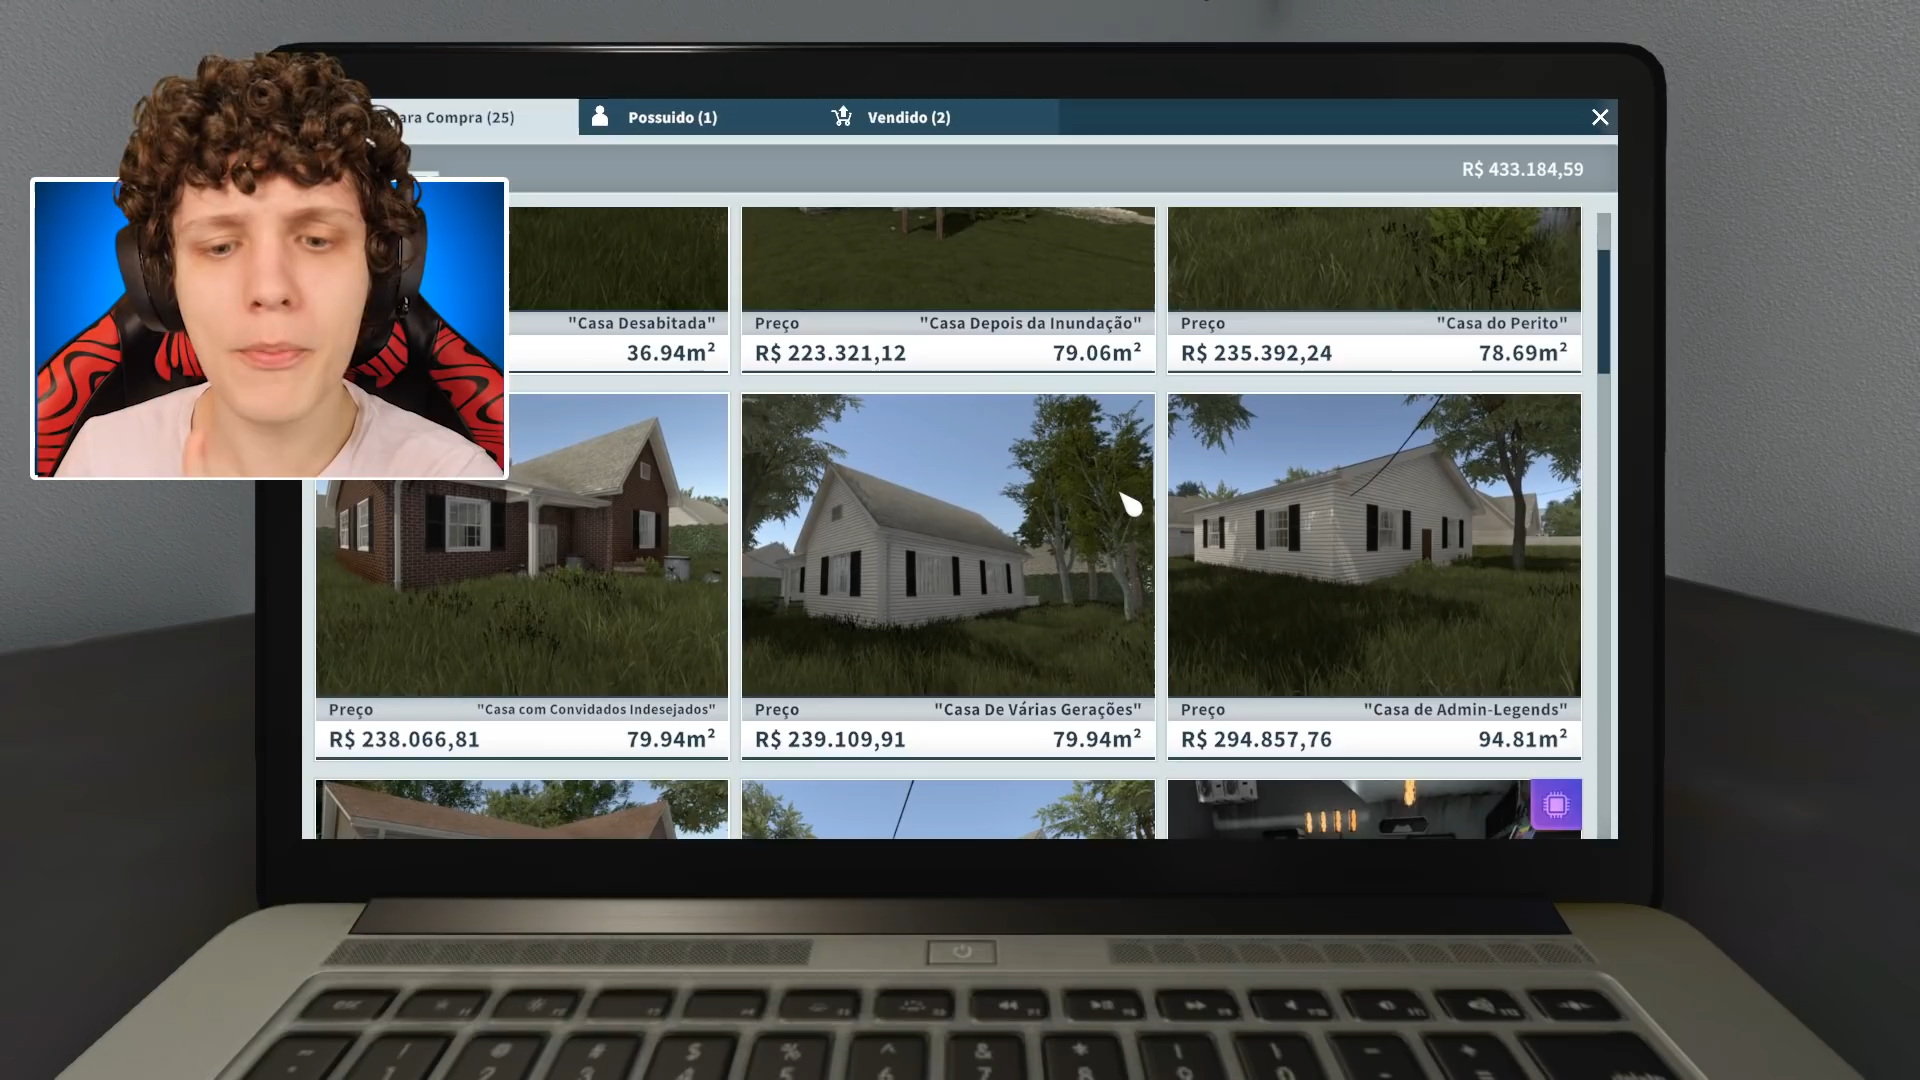 ara Compra (25)
Possuido (1)
Vendido (2)
R$ 433.184,59
"Casa Desabitada"
36.94m²
Preço
"Casa Depois da Inundação"
R$ 223.321,12
79.06m²
Preço
"Casa do Perito"
R$ 235.392,24
78.69m²
Preço
"Casa com Convidados Indesejados"
R$ 238.066,81
79.94m²
Preço
"Casa De Várias Gerações"
R$ 239.109,91
79.94m²
Preço
"Casa de Admin-Legends"
R$ 294.857,76
94.81m²
esc